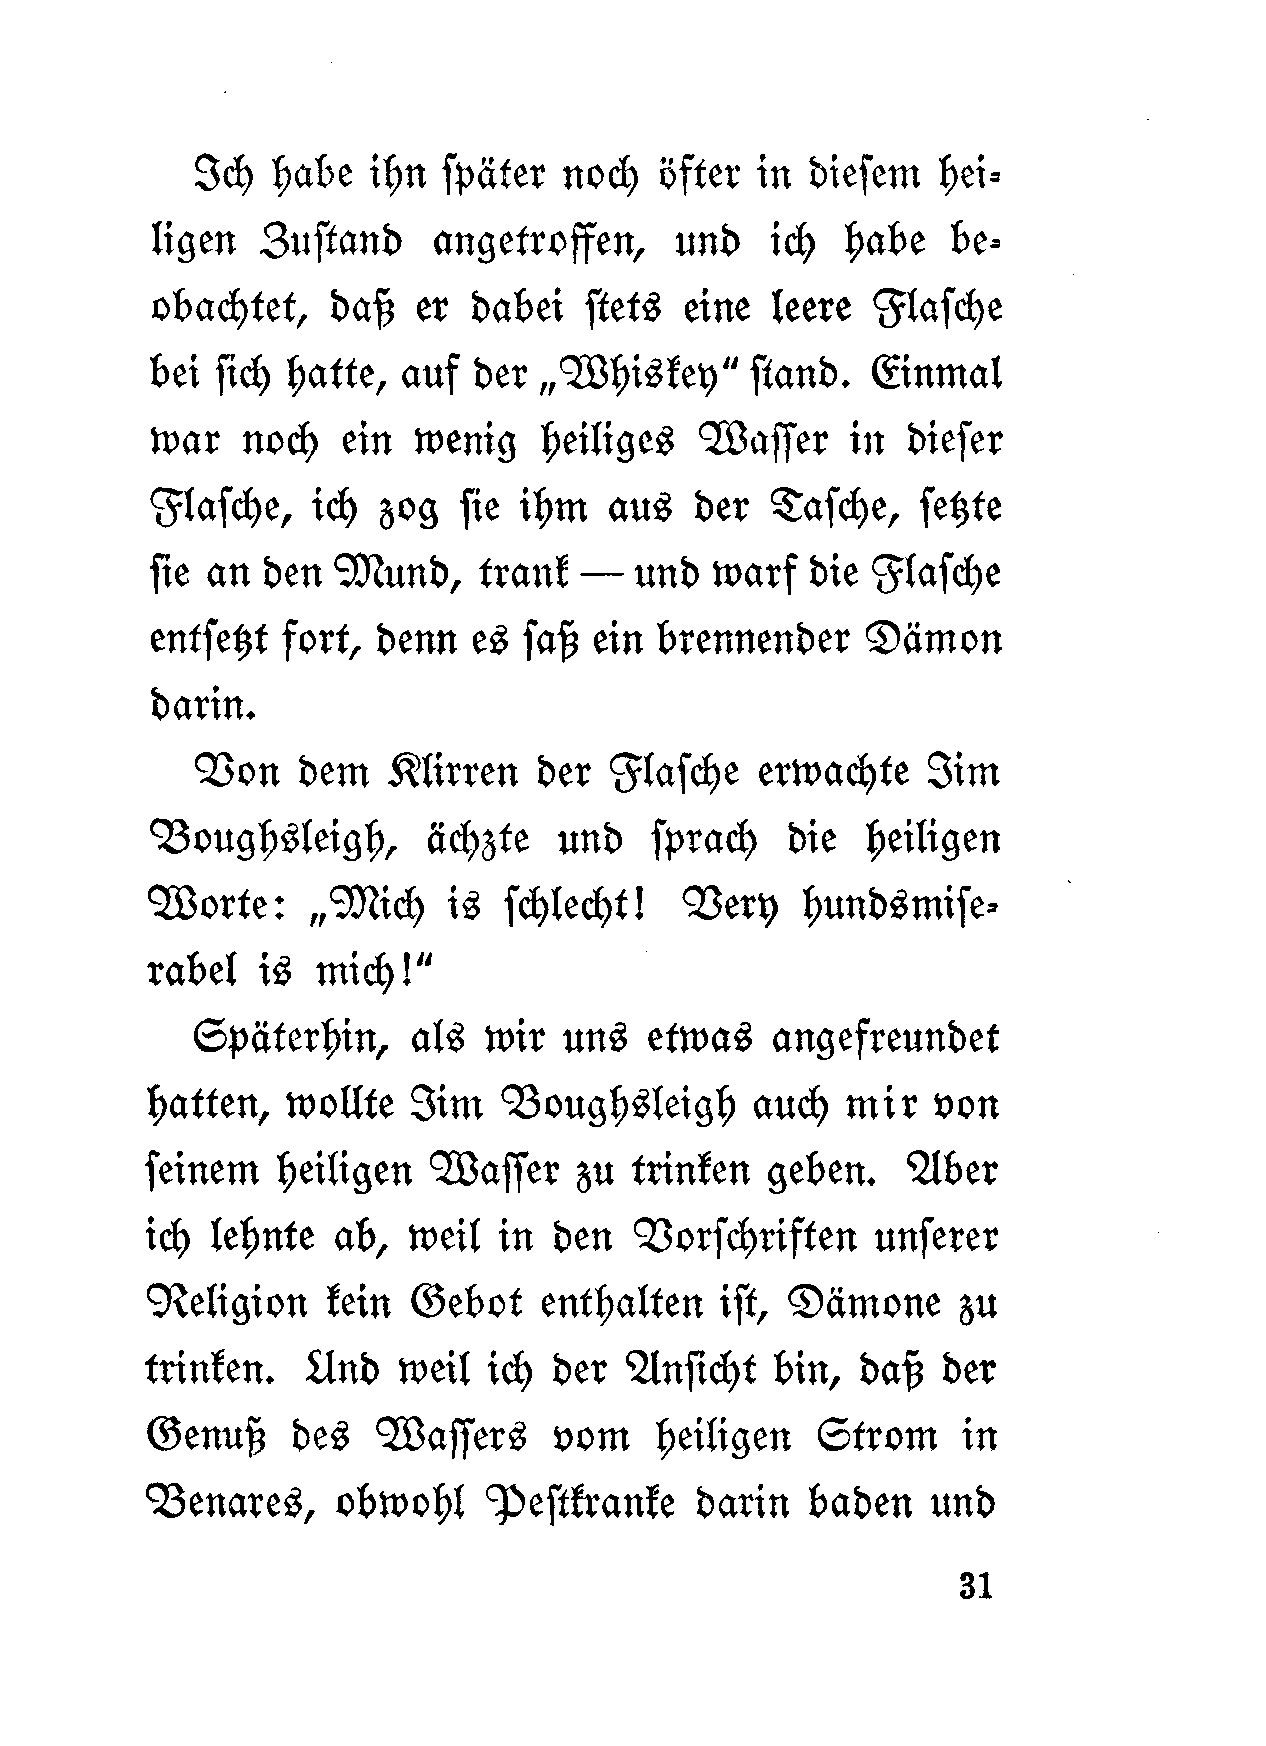 Ich habe ihn ſpäter noch öfter in dieſem hei-
ligen Zuſtand angetroffen, und ich habe be-
obachtet, daß er dabei ſtets eine leere Flaſche
bei ſich hatte, auf der „Whiskey“ ſtand. Einmal
war noch ein wenig heiliges Waſſer in dieſer
Flaſche, ich zog ſie ihm aus der Taſche, ſetzte
ſie an den Mund, trank — und warf die Flaſche
entſetzt fort, denn es ſaß ein brennender Dämon
darin.
Von dem Klirren der Flaſche erwachte Jim
Boughsleigh, ächzte und ſprach die heiligen
Worte: „Mich is ſchlecht! Very hundsmiſe-
rabel is mich!“
Späterhin, als wir uns etwas angefreundet
hatten, wollte Jim Boughsleigh auch mir von
ſeinem heiligen Waſſer zu trinken geben. Aber
ich lehnte ab, weil in den Vorſchriften unſerer
Religion kein Gebot enthalten iſt, Dämone zu
trinken. Und weil ich der Anſicht bin, daß der
Genuß des Waſſers vom heiligen Strom in
Benares, obwohl Peſtkranke darin baden und
31